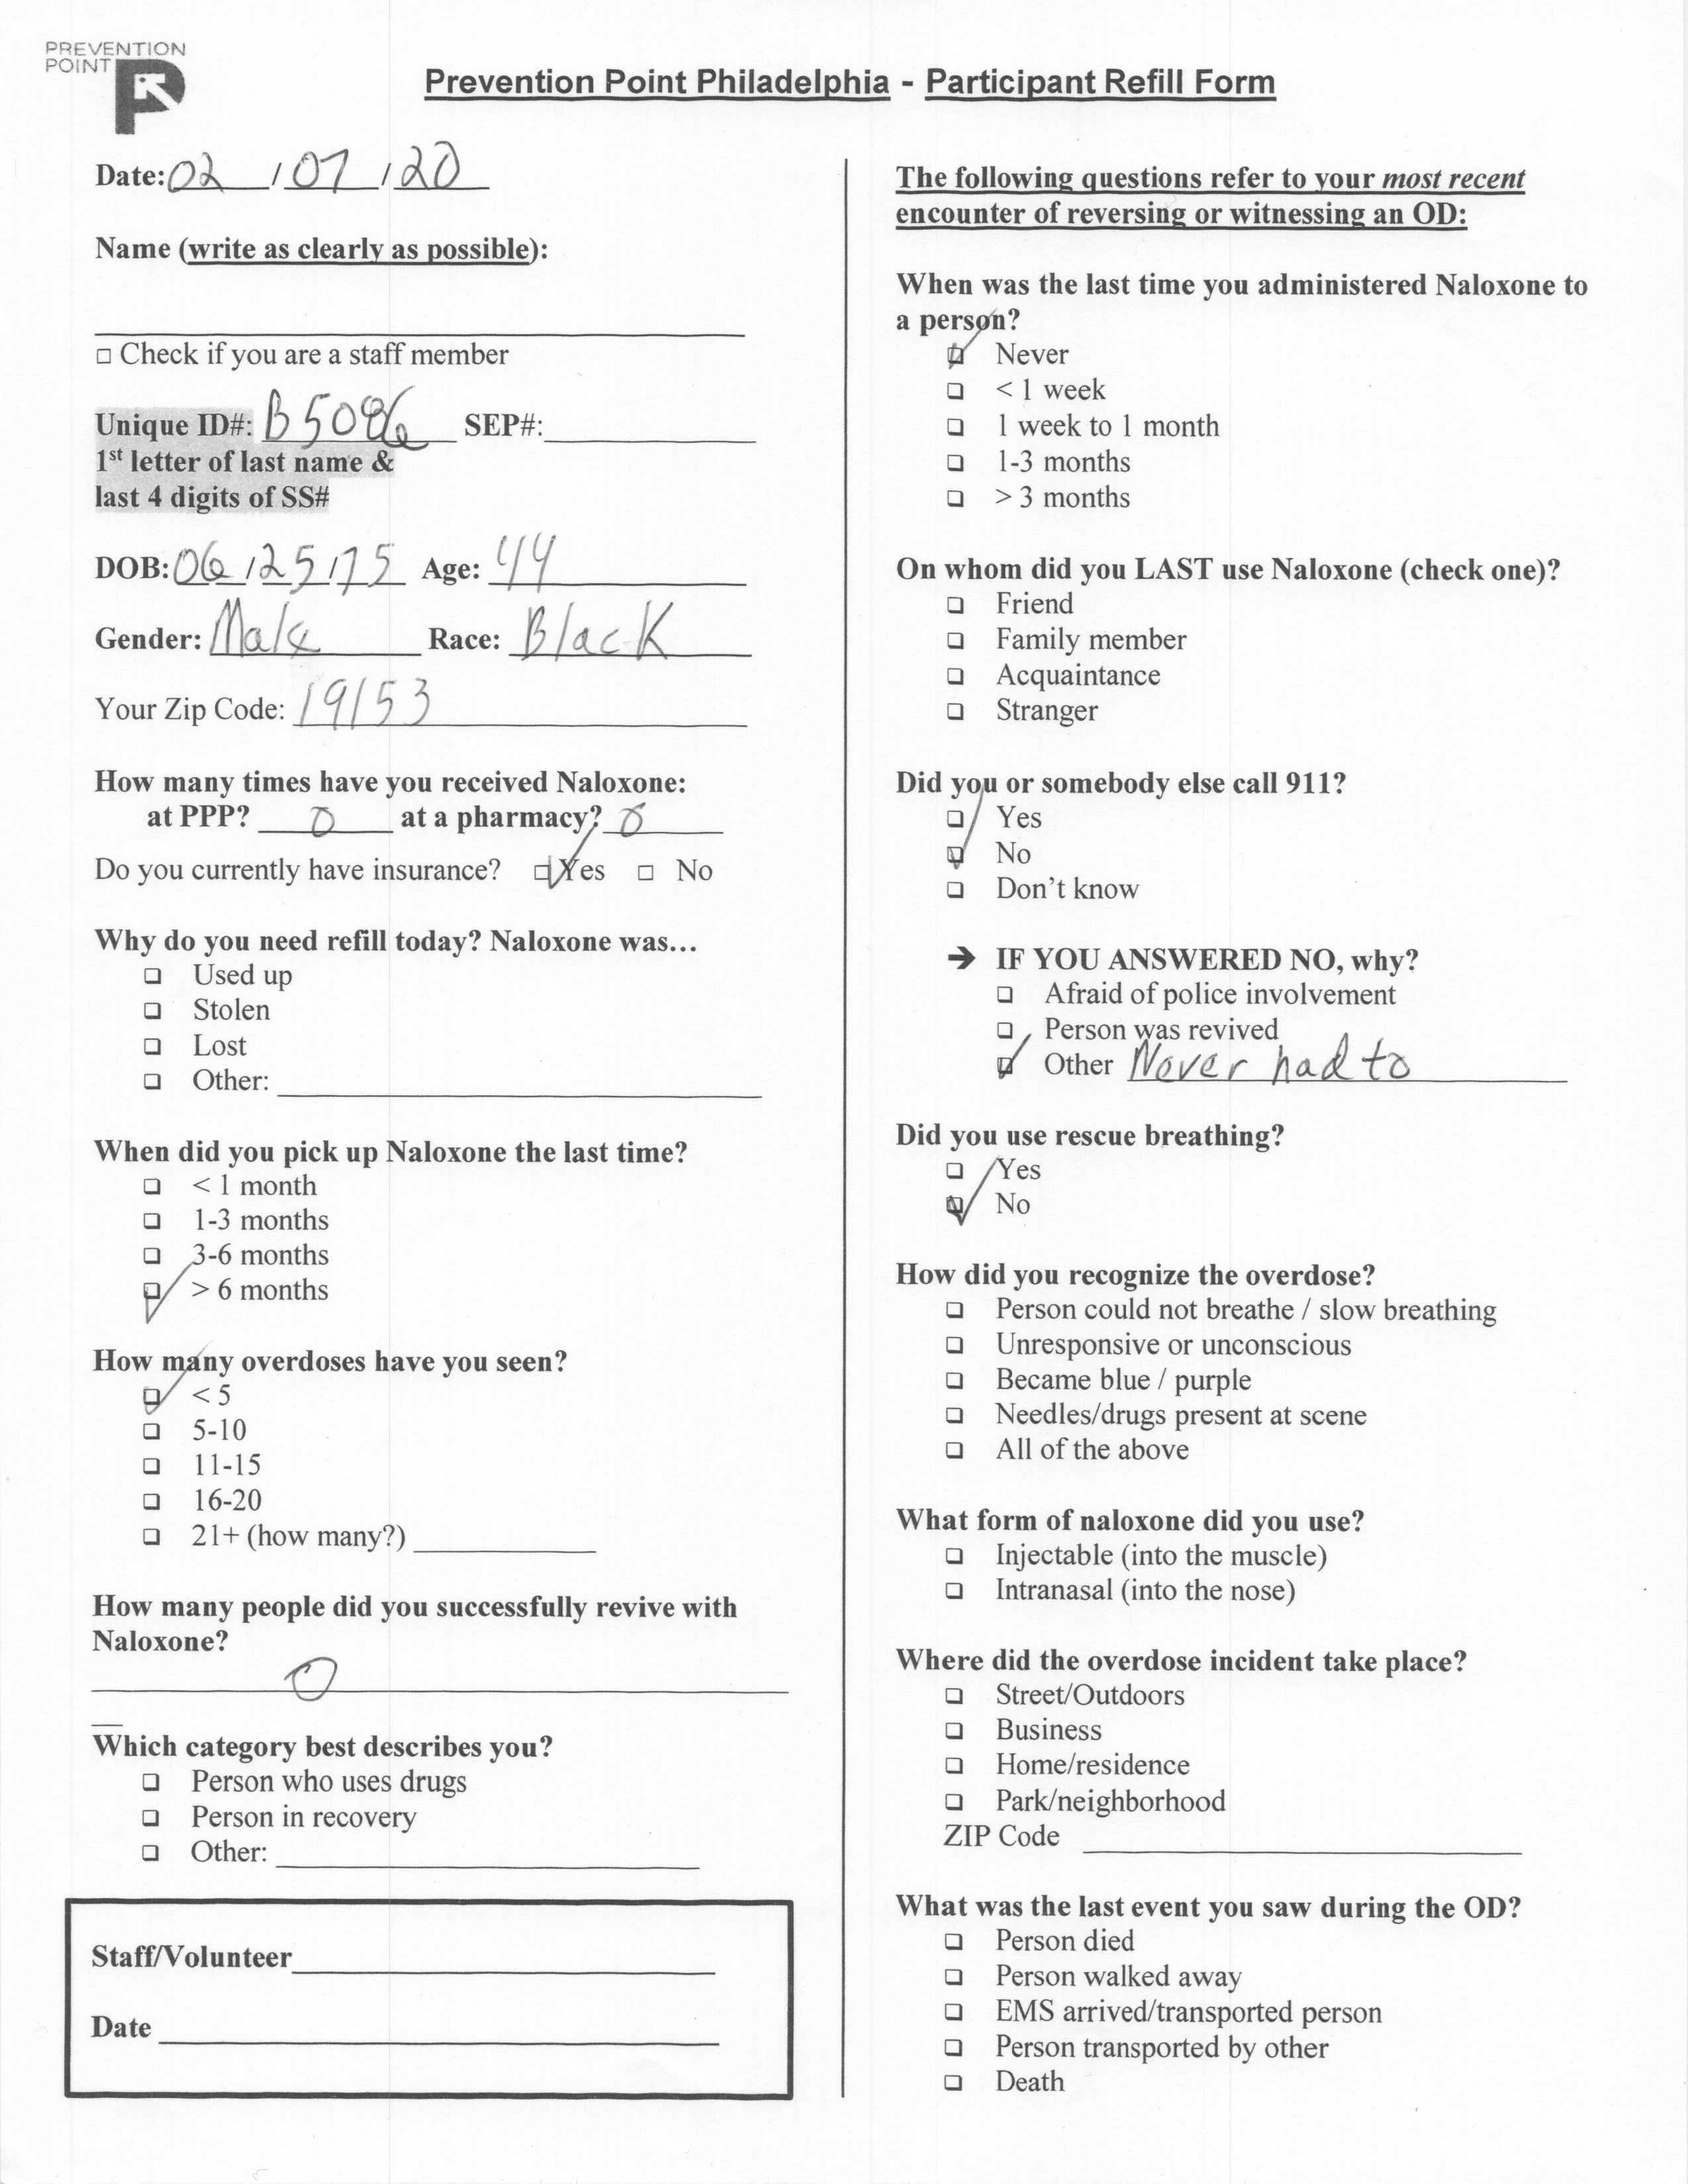 PREVENTION
POINT
Prevention Point Philadelphia - Participant Refill Form
Date: 02 / 07 / 20
Name (write as clearly as possible):
☐ Check if you are a staff member
Unique ID#: SEP#:
1st letter of last name &
last 4 digits of SS#
DOB: 06 / 25 / 75 Age: 44
Gender: Male Race: Black
Your Zip Code: 19153
How many times have you received Naloxone:
at PPP? 0 at a pharmacy? 0
Do you currently have insurance? ☑ Yes ☐ No
Why do you need refill today? Naloxone was…
☐ Used up
☐ Stolen
☐ Lost
☐ Other:
When did you pick up Naloxone the last time?
☐ < 1 month
☐ 1-3 months
☐ 3-6 months
☑ > 6 months
How many overdoses have you seen?
☑ < 5
☐ 5-10
☐ 11-15
☐ 16-20
☐ 21+ (how many?)
How many people did you successfully revive with
Naloxone?
0
Which category best describes you?
☐ Person who uses drugs
☐ Person in recovery
☐ Other:
Staff/Volunteer
Date
The following questions refer to your most recent
encounter of reversing or witnessing an OD:
When was the last time you administered Naloxone to
a person?
☑ Never
☐ < 1 week
☐ 1 week to 1 month
☐ 1-3 months
☐ > 3 months
On whom did you LAST use Naloxone (check one)?
☐ Friend
☐ Family member
☐ Acquaintance
☐ Stranger
Did you or somebody else call 911?
☐ Yes
☑ No
☐ Don't know
→ IF YOU ANSWERED NO, why?
☐ Afraid of police involvement
☐ Person was revived
☑ Other Never had to
Did you use rescue breathing?
☐ Yes
☑ No
How did you recognize the overdose?
☐ Person could not breathe / slow breathing
☐ Unresponsive or unconscious
☐ Became blue / purple
☐ Needles/drugs present at scene
☐ All of the above
What form of naloxone did you use?
☐ Injectable (into the muscle)
☐ Intranasal (into the nose)
Where did the overdose incident take place?
☐ Street/Outdoors
☐ Business
☐ Home/residence
☐ Park/neighborhood
ZIP Code
What was the last event you saw during the OD?
☐ Person died
☐ Person walked away
☐ EMS arrived/transported person
☐ Person transported by other
☐ Death